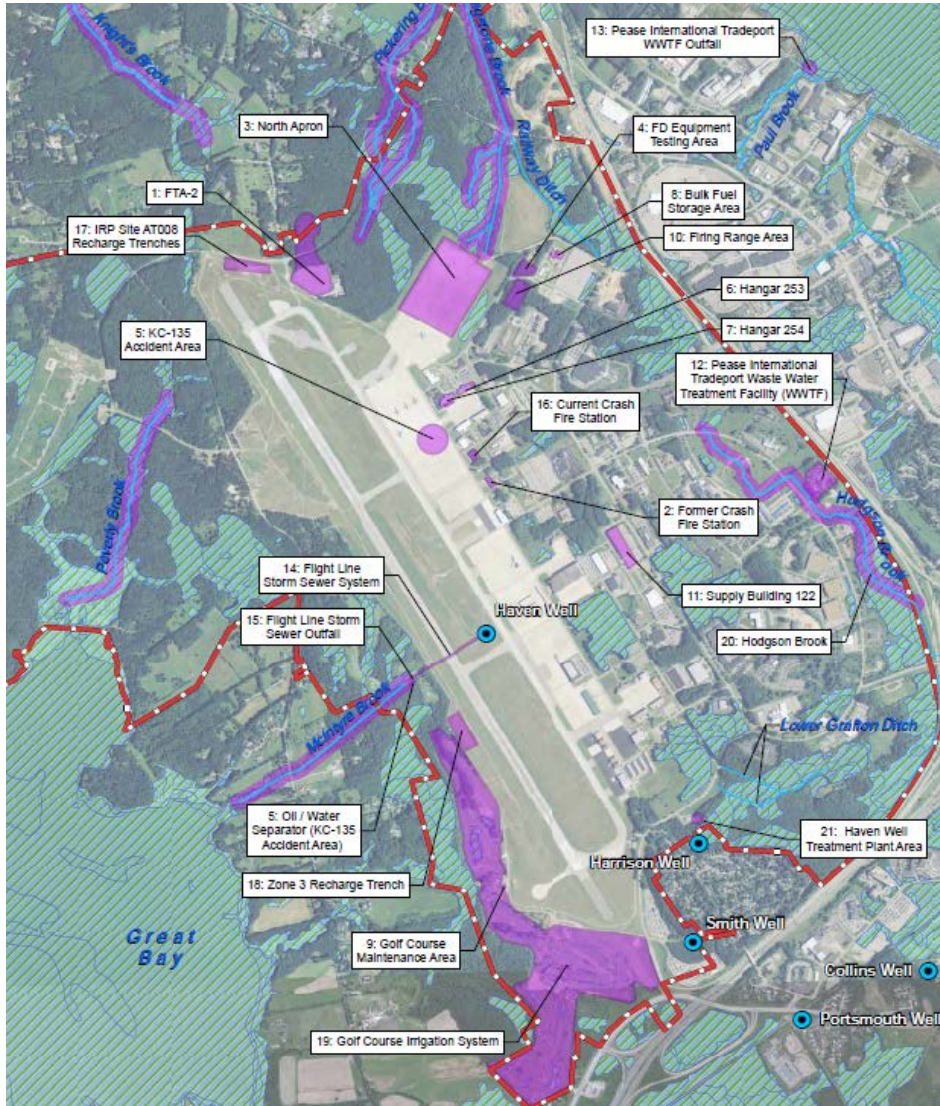 Knight's Brook
Pickering
Railway Ditch
13: Pease International Tradeport
WWTF Outfall
Paul Brook
3: North Apron
4: FD Equipment
Testing Area
1: FTA-2
8: Bulk Fuel
Storage Area
17: IRP Site AT008
Recharge Trenches
10: Firing Range Area
6: Hangar 253
5: KC-135
Accident Area
7: Hangar 254
12: Pease International
Tradeport Waste Water
Treatment Facility (WWTF)
16: Current Crash
Fire Station
Peverly Brook
Hodgson Brook
2: Former Crash
Fire Station
14: Flight Line
Storm Sewer System
11: Supply Building 122
Haven Well
15: Flight Line Storm
Sewer Outfall
20: Hodgson Brook
McIntyre Brook
Lower Grafton Ditch
5: Oil / Water
Separator (KC-135
Accident Area)
21: Haven Well
Treatment Plant Area
Harrison Well
18: Zone 3 Recharge Trench
Smith Well
Great
Bay
9: Golf Course
Maintenance Area
Collins Well
Portsmouth Well
19: Golf Course Irrigation System